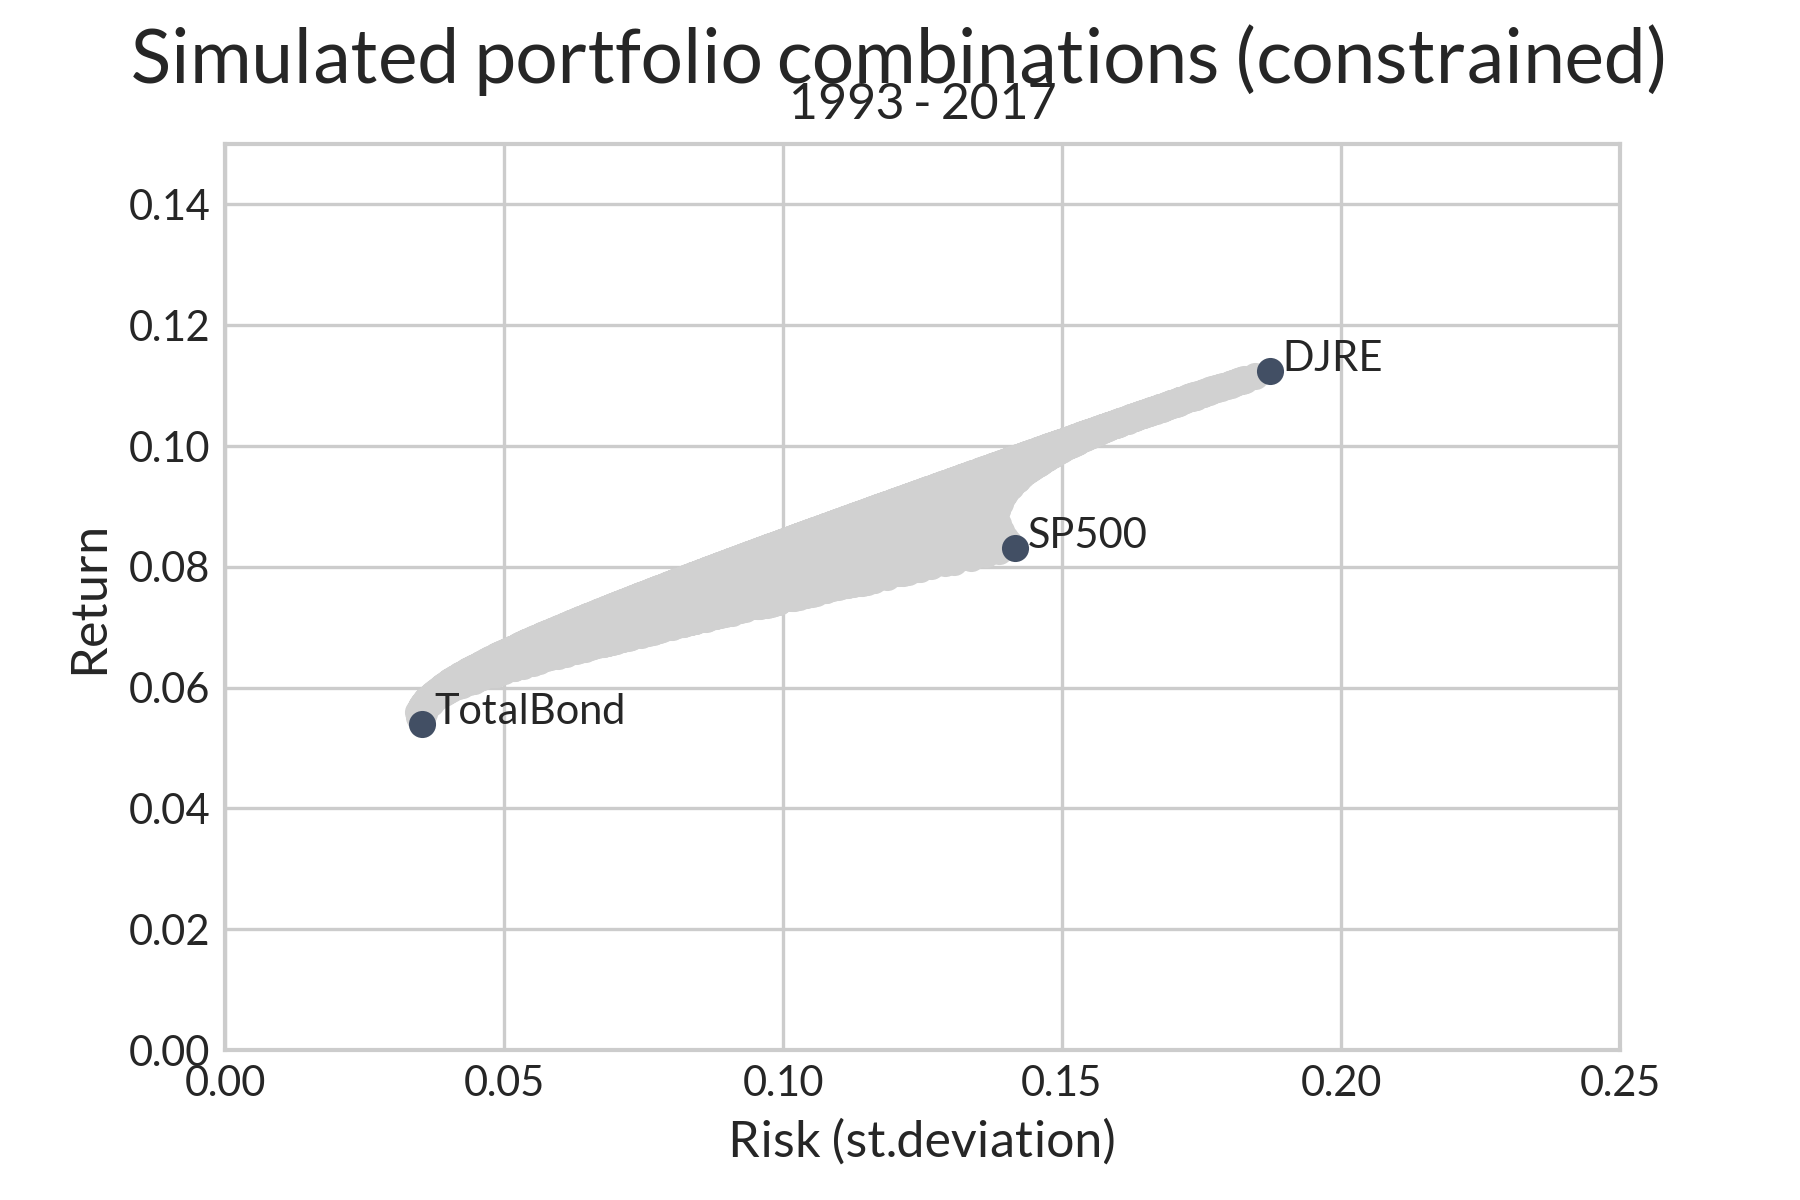 Simulated portfolio combinations (constrained)
1993 - 2017
0.14
0.12
DJRE
0.10
SP500
0.08
Return
0.06
TotalBond
0.04
0.02
0.00
0.00 0.05 0.10 0.15 0.20 0.25
Risk (st.deviation)